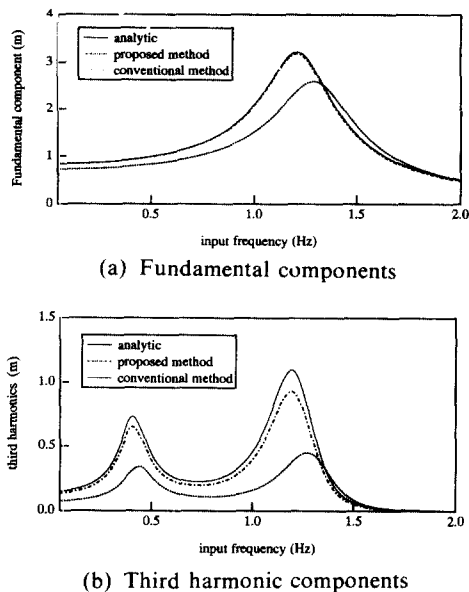 Fundamental component (m)
4
3
2
1
0
analytic
proposed method
conventional method
0.5
1.0
1.2
2.0
input frequency (Hz)
(a) Fundamental components
third harmonics (m)
1.5
1.0
0.5
0.0
analytic
proposed method
conventional method
0.5
1.0
1.5
2.0
input frequency (Hz)
(b) Third harmonic components